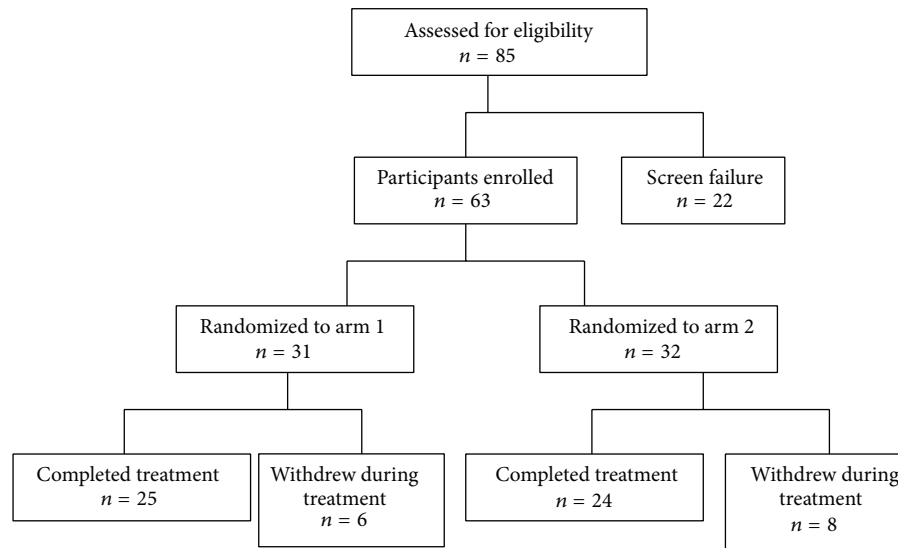 Assessed for eligibility
n = 85
Participants enrolled
n = 63
Screen failure
n = 22
Randomized to arm 1
n = 31
Randomized to arm 2
n = 32
Completed treatment
n = 25
Withdrew during
treatment
n = 6
Completed treatment
n = 24
Withdrew during
treatment
n = 8